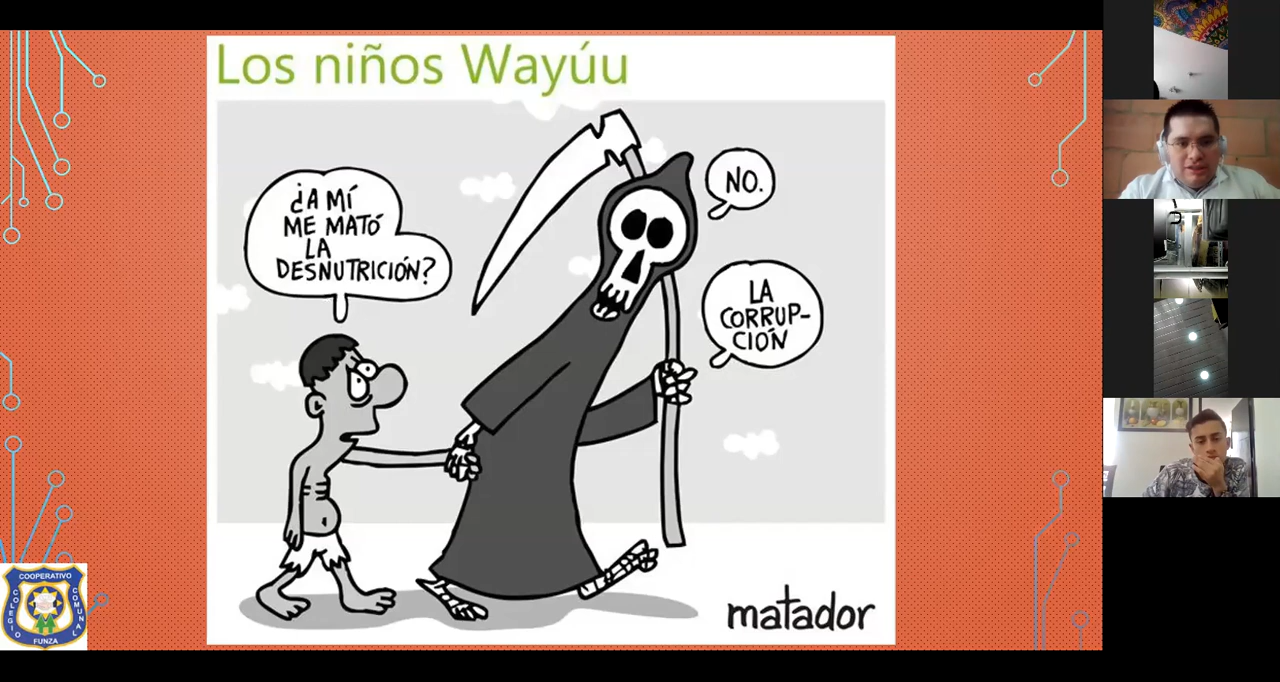 Los niños Wayúu
¿A MÍ
ME MATÓ
LA
DESNUTRICIÓN?
NO.
LA
CORRUP-
CIÓN
matador
COOPERATIVO
COLEGIO
COMUNAL
FUNZA